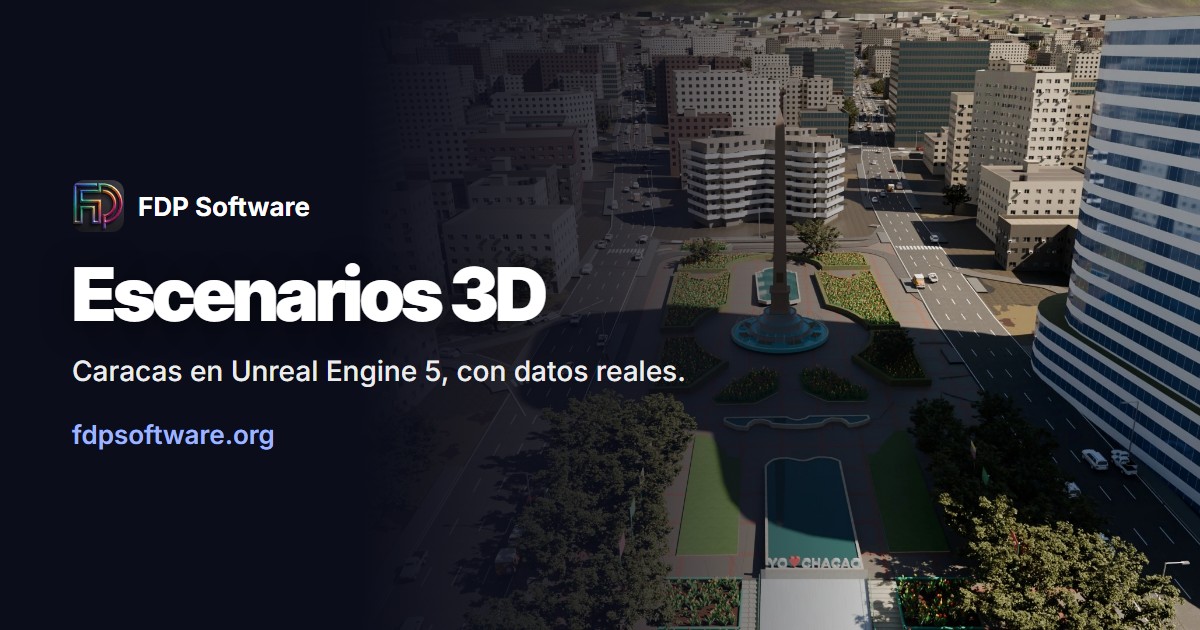 FDP Software
Escenarios 3D
Caracas en Unreal Engine 5, con datos reales.
fdpsoftware.org
YO ♥ CHACAO